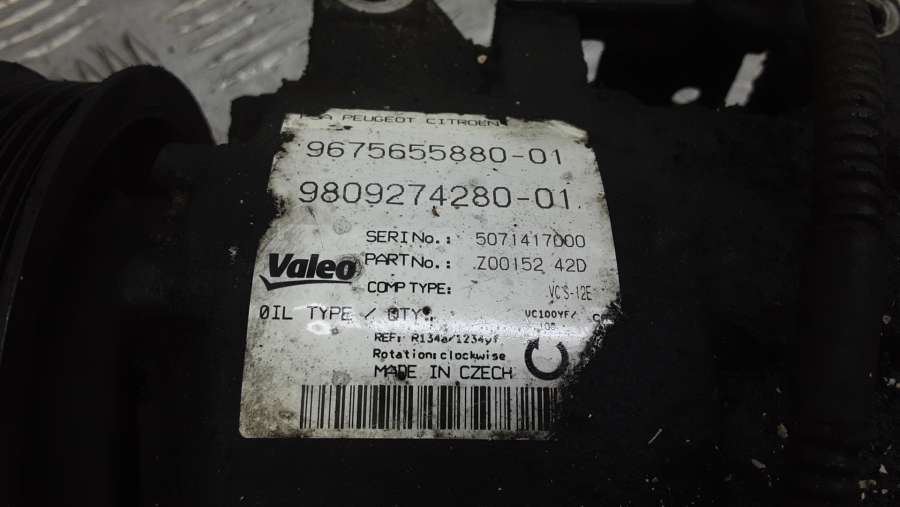 PEUGEOT CITROEN
9675655880-01
9809274280-01
SERI No.: 5071417000
Valeo
PART No.: Z00152 42D
COMP TYPE: VCS-12E
OIL TYPE / QTY: VC100YF/
REF: R134a/1234yf
Rotation:clockwise
MADE IN CZECH